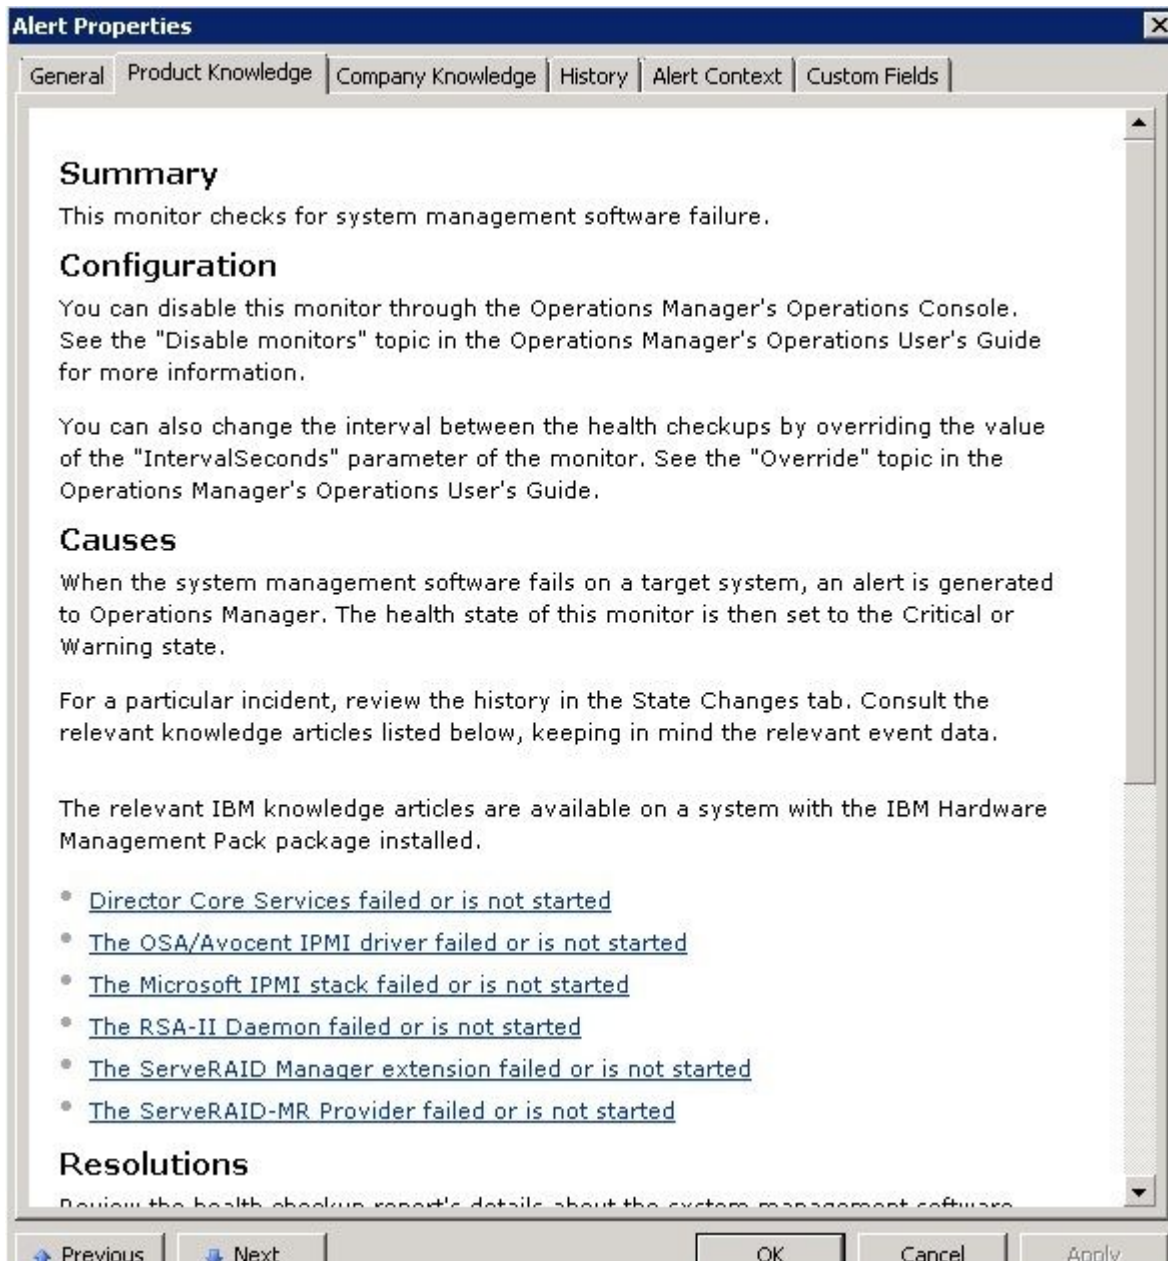 Alert Properties
General Product Knowledge Company Knowledge History Alert Context Custom Fields
Summary
This monitor checks for system management software failure.
Configuration
You can disable this monitor through the Operations Manager's Operations Console.
See the "Disable monitors" topic in the Operations Manager's Operations User's Guide
for more information.
You can also change the interval between the health checkups by overriding the value
of the "IntervalSeconds" parameter of the monitor. See the "Override" topic in the
Operations Manager's Operations User's Guide.
Causes
When the system management software fails on a target system, an alert is generated
to Operations Manager. The health state of this monitor is then set to the Critical or
Warning state.
For a particular incident, review the history in the State Changes tab. Consult the
relevant knowledge articles listed below, keeping in mind the relevant event data.
The relevant IBM knowledge articles are available on a system with the IBM Hardware
Management Pack package installed.
Director Core Services failed or is not started
The OSA/Avocent IPMI driver failed or is not started
The Microsoft IPMI stack failed or is not started
The RSA-II Daemon failed or is not started
The ServeRAID Manager extension failed or is not started
The ServeRAID-MR Provider failed or is not started
Resolutions
Review the health checkup report's details about the system management software
Previous Next OK Cancel Apply